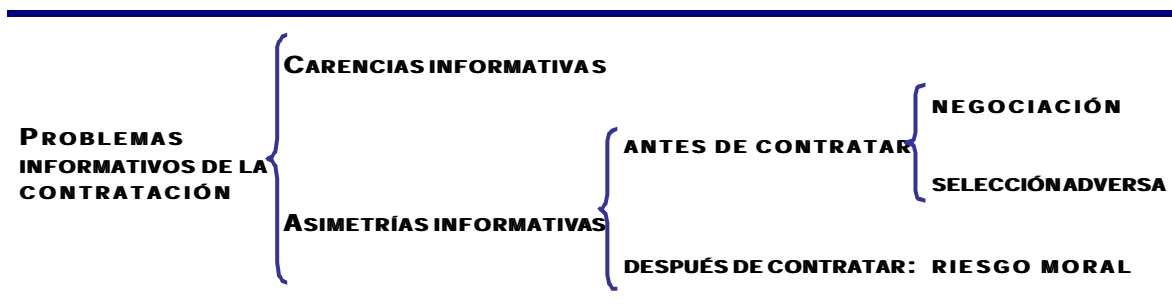 CARENCIAS INFORMATIVAS
NEGOCIACIÓN
PROBLEMAS
INFORMATIVOS DE LA
CONTRATACIÓN
ANTES DE CONTRATAR
SELECCIÓN ADVERSA
ASIMETRÍAS INFORMATIVAS
DESPUÉS DE CONTRATAR: RIESGO MORAL